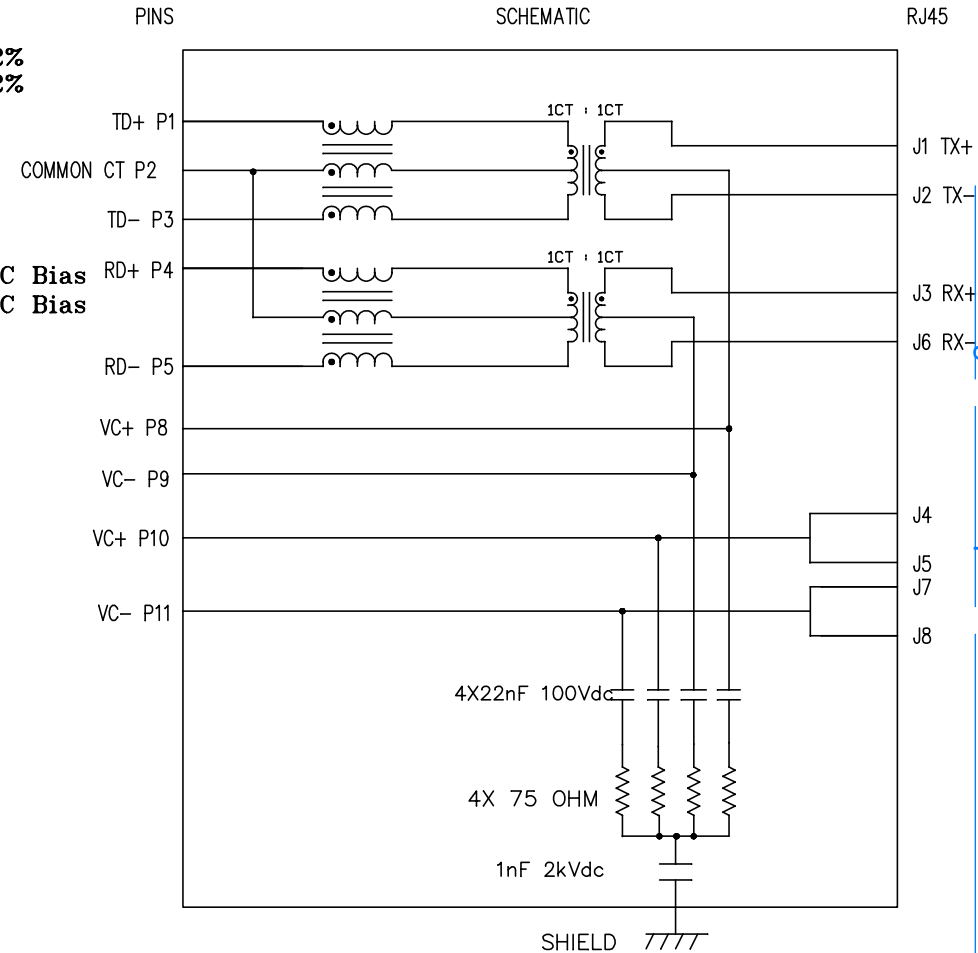 PINS SCHEMATIC RJ45
2%
2%
1CT : 1CT
TD+ P1
J1 TX+
COMMON CT P2
J2 TX-
TD- P3
1CT : 1CT
C Bias RD+ P4
C Bias
J3 RX+
J6 RX-
RD- P5
VC+ P8
VC- P9
J4
VC+ P10
J5
J7
VC- P11
J8
4X22nF 100Vdc
4X 75 OHM
1nF 2kVdc
SHIELD